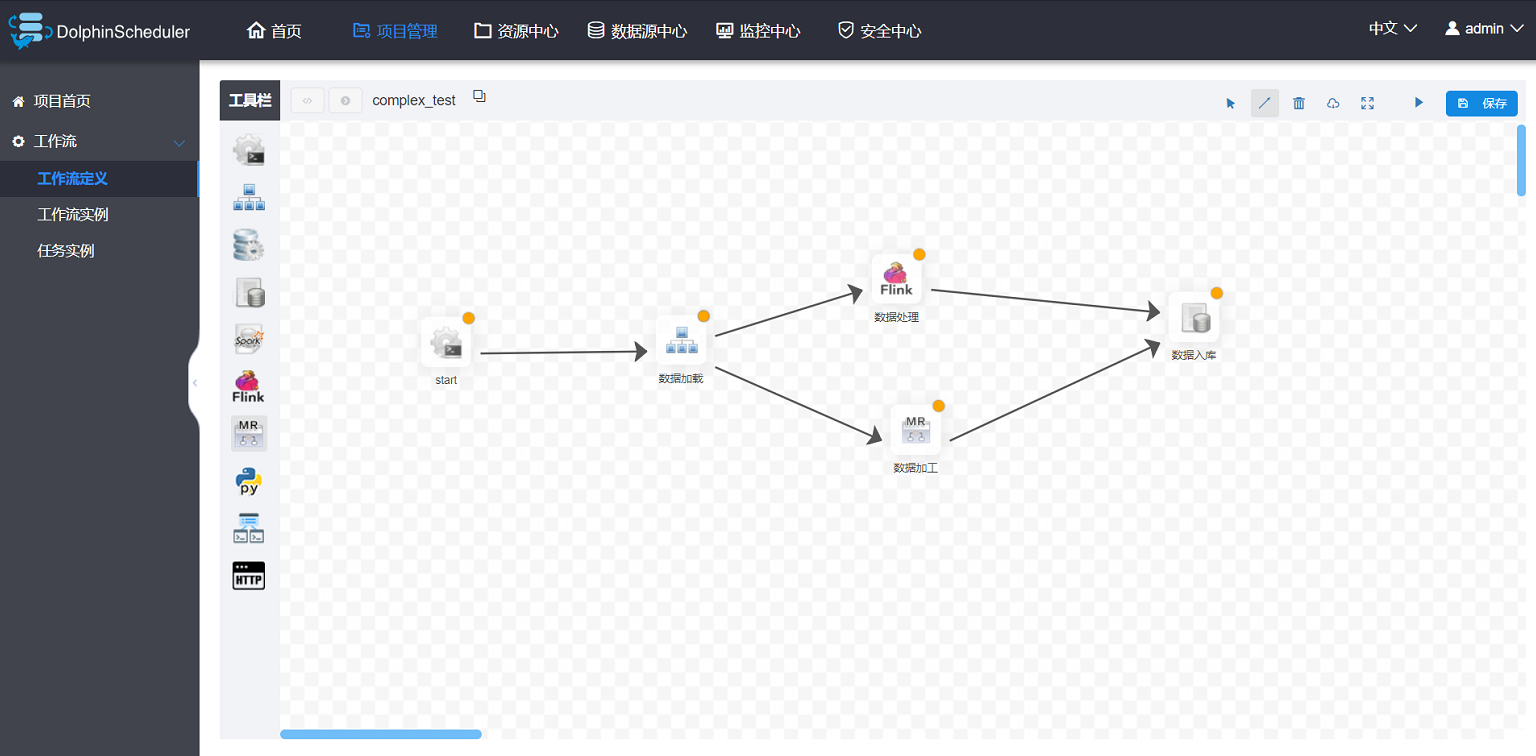 DolphinScheduler
首页
项目管理
资源中心
数据源中心
监控中心
安全中心
中文
admin
项目首页
工作流
工作流定义
工作流实例
任务实例
工具栏
complex_test
保存
Spark
Flink
MR
py
HTTP
start
数据加载
Flink
数据处理
MR
数据加工
数据入库